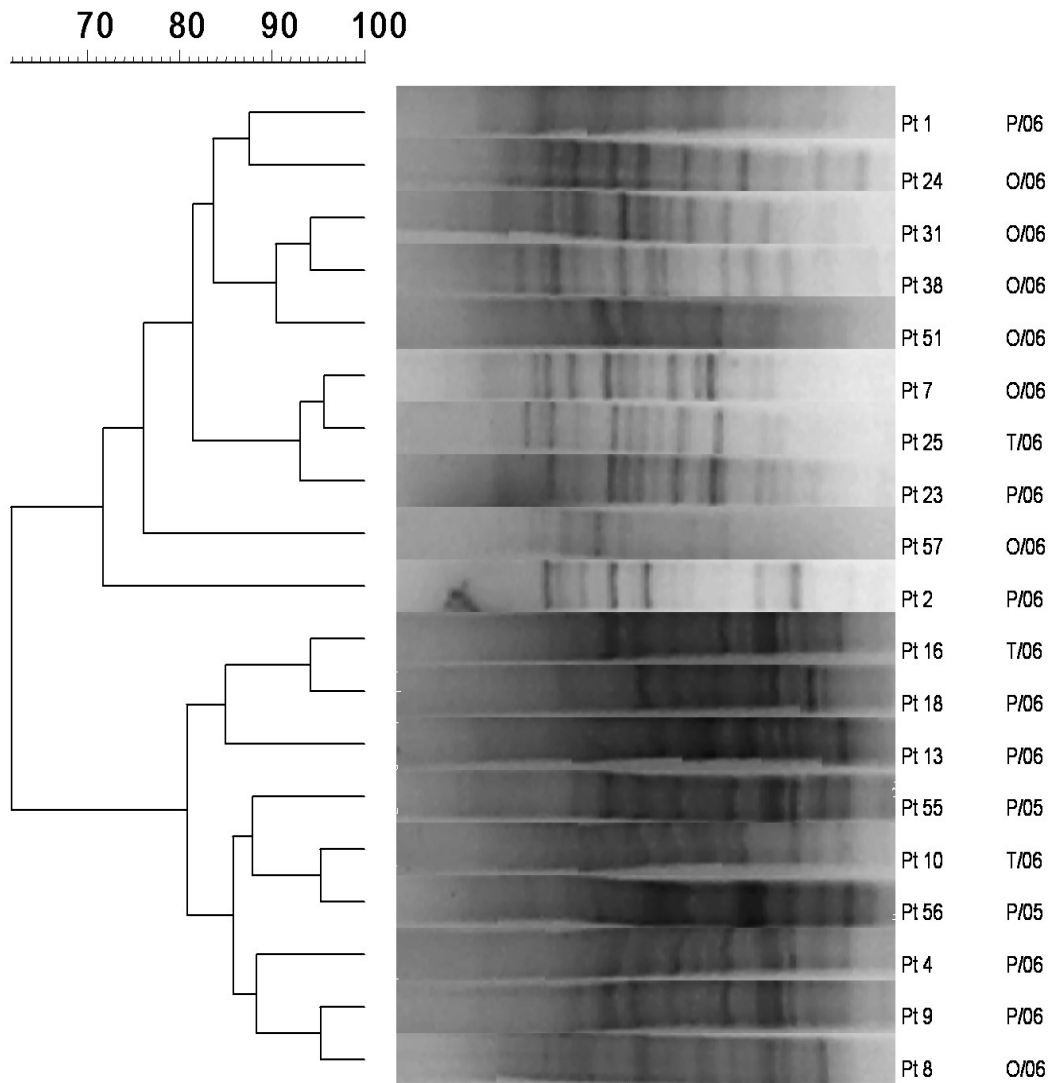 70 80 90 100
Pt 1 P/06
Pt 24 O/06
Pt 31 O/06
Pt 38 O/06
Pt 51 O/06
Pt 7 O/06
Pt 25 T/06
Pt 23 P/06
Pt 57 O/06
Pt 2 P/06
Pt 16 T/06
Pt 18 P/06
Pt 13 P/06
Pt 55 P/05
Pt 10 T/06
Pt 56 P/05
Pt 4 P/06
Pt 9 P/06
Pt 8 O/06